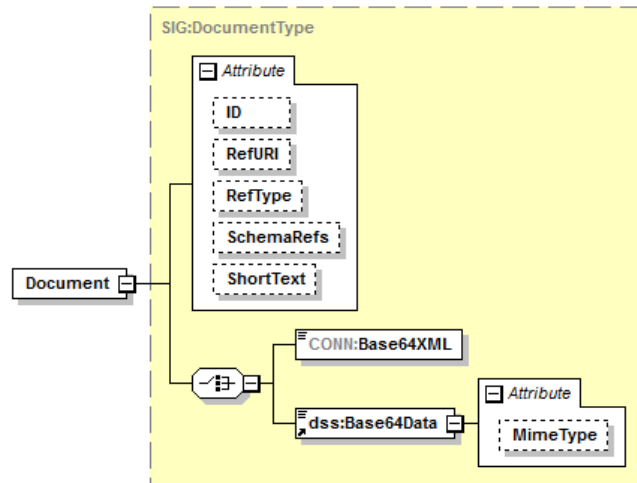 SIG:DocumentType
Attribute
ID
RefURI
RefType
SchemaRefs
ShortText
Document
CONN:Base64XML
dss:Base64Data
Attribute
MimeType